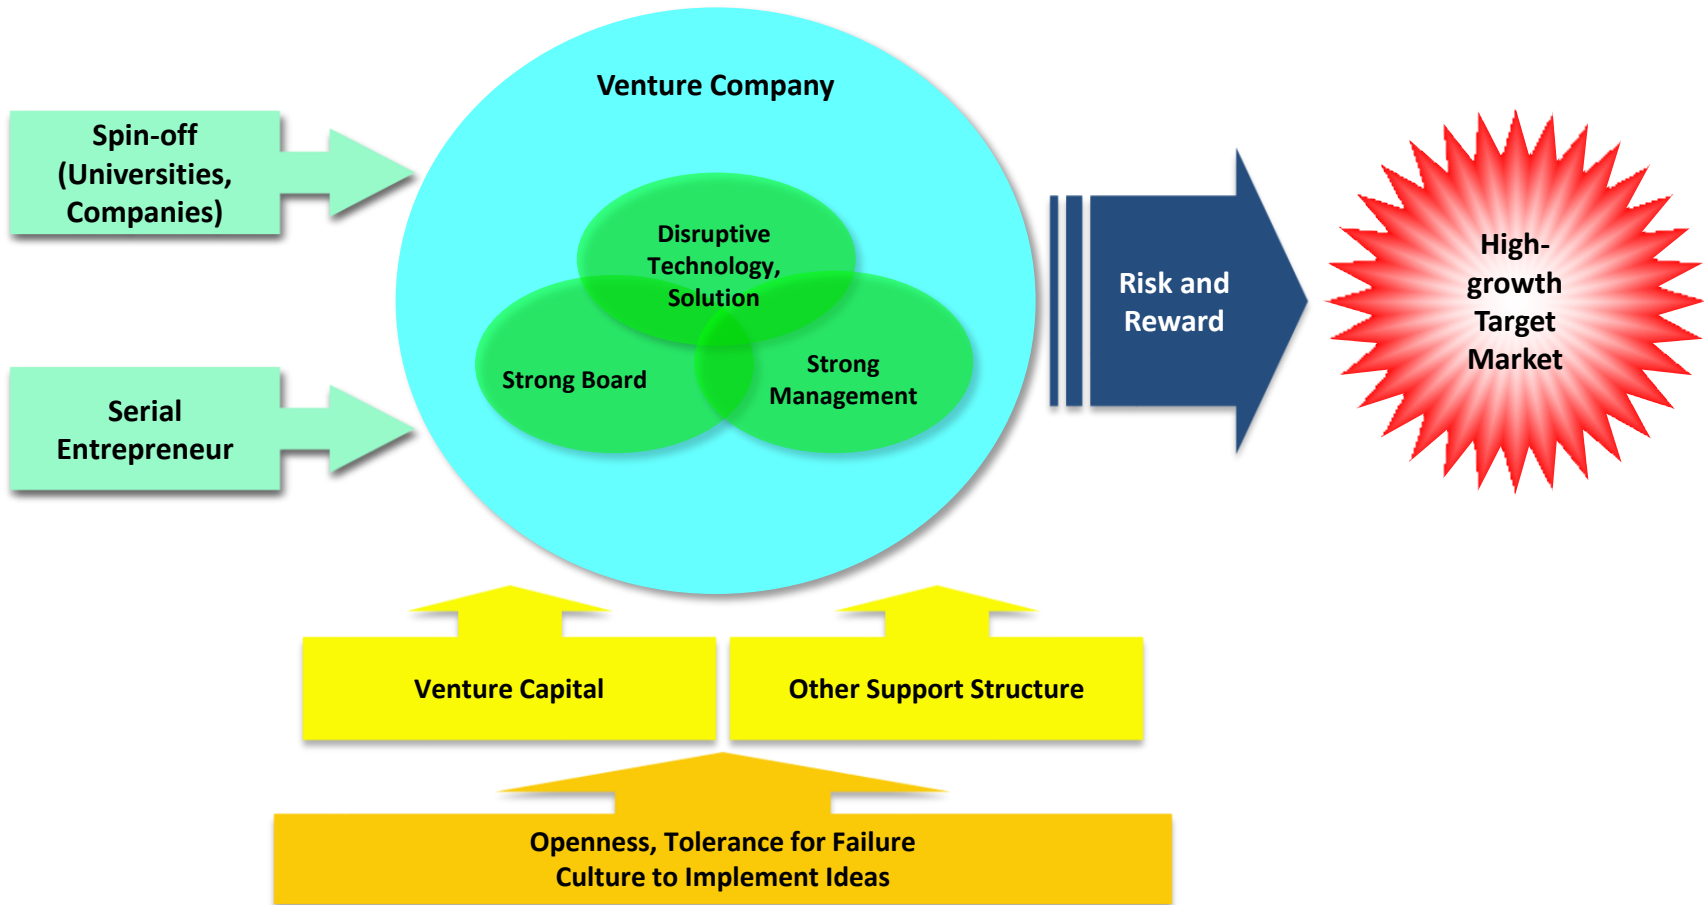 Venture Company
Spin-off
(Universities,
Companies)
Disruptive
Technology,
Solution
Strong Board
Strong
Management
Serial
Entrepreneur
Risk and
Reward
High-
growth
Target
Market
Venture Capital
Other Support Structure
Openness, Tolerance for Failure
Culture to Implement Ideas